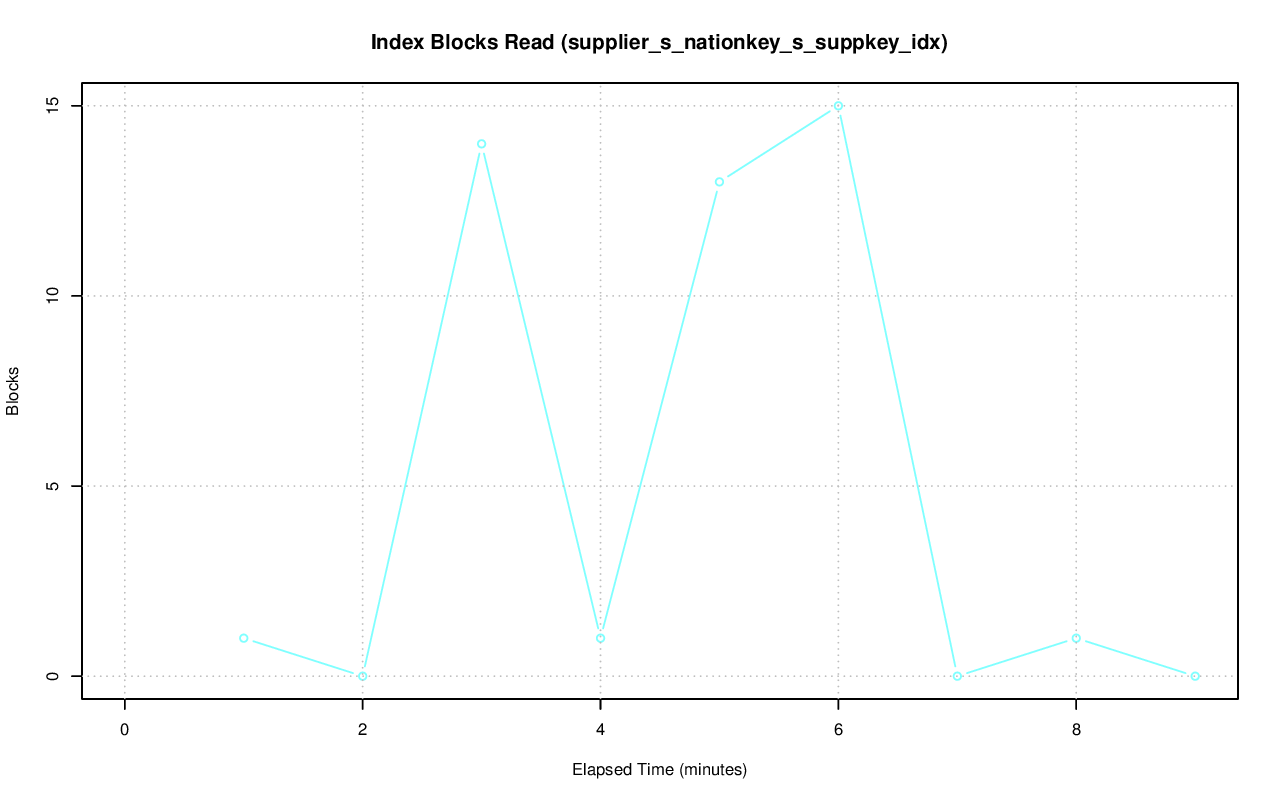 Index Blocks Read (supplier_s_nationkey_s_suppkey_idx)
15
10
5
0
Blocks
0 2 4 6 8
Elapsed Time (minutes)